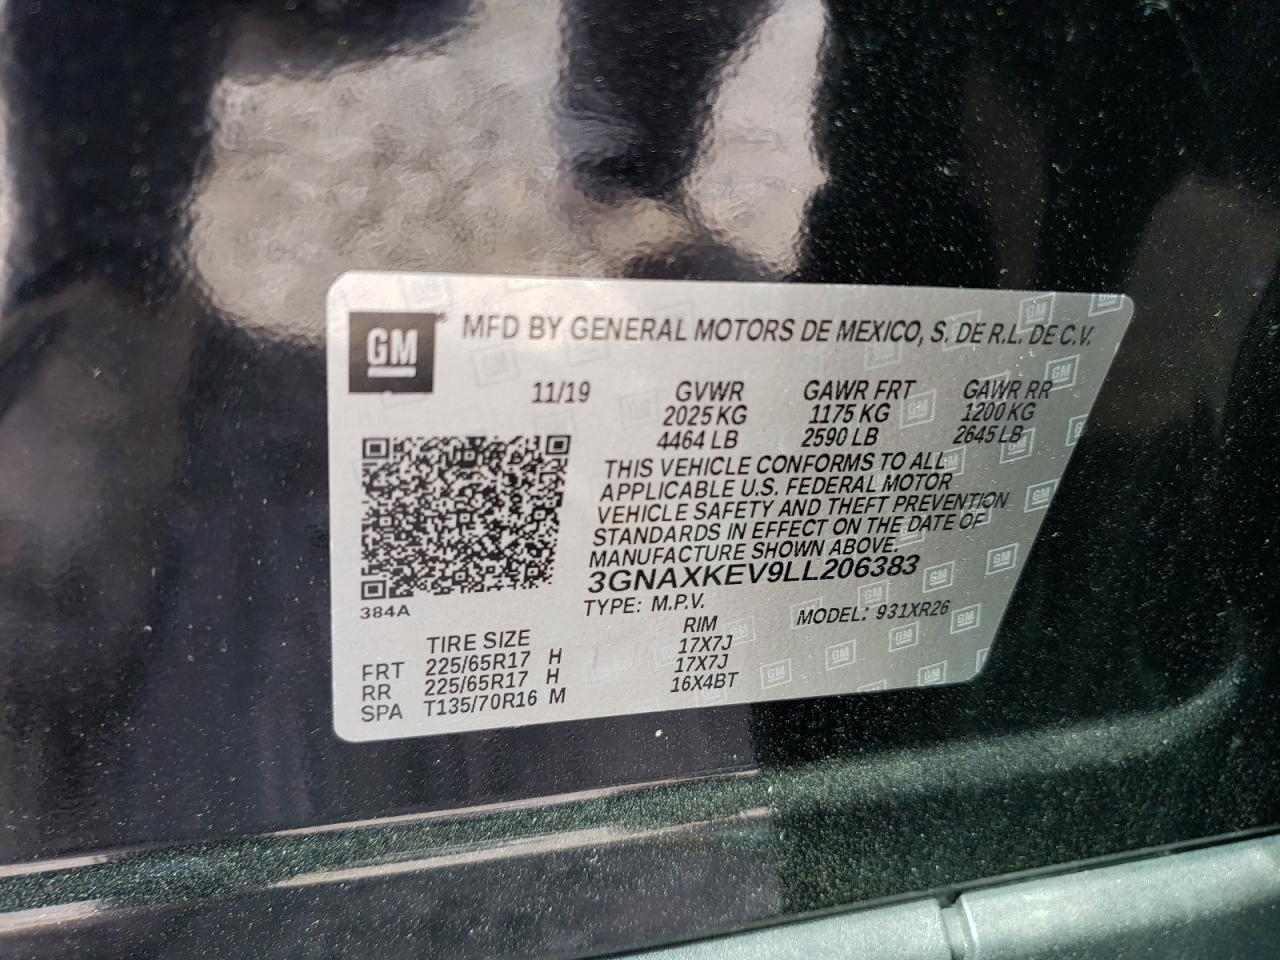 GM® MFD BY GENERAL MOTORS DE MEXICO, S. DE R.L. DE C.V.
11/19 GVWR GAWR FRT GAWR RR
2025 KG 1175 KG 1200 KG
4464 LB 2590 LB 2645 LB
THIS VEHICLE CONFORMS TO ALL
APPLICABLE U.S. FEDERAL MOTOR
VEHICLE SAFETY AND THEFT PREVENTION
STANDARDS IN EFFECT ON THE DATE OF
MANUFACTURE SHOWN ABOVE.
3GNAXKEV9LL206383
384A
TYPE: M.P.V. MODEL: 931XR26
TIRE SIZE RIM
FRT 225/65R17 H 17X7J
RR 225/65R17 H 17X7J
SPA T135/70R16 M 16X4BT